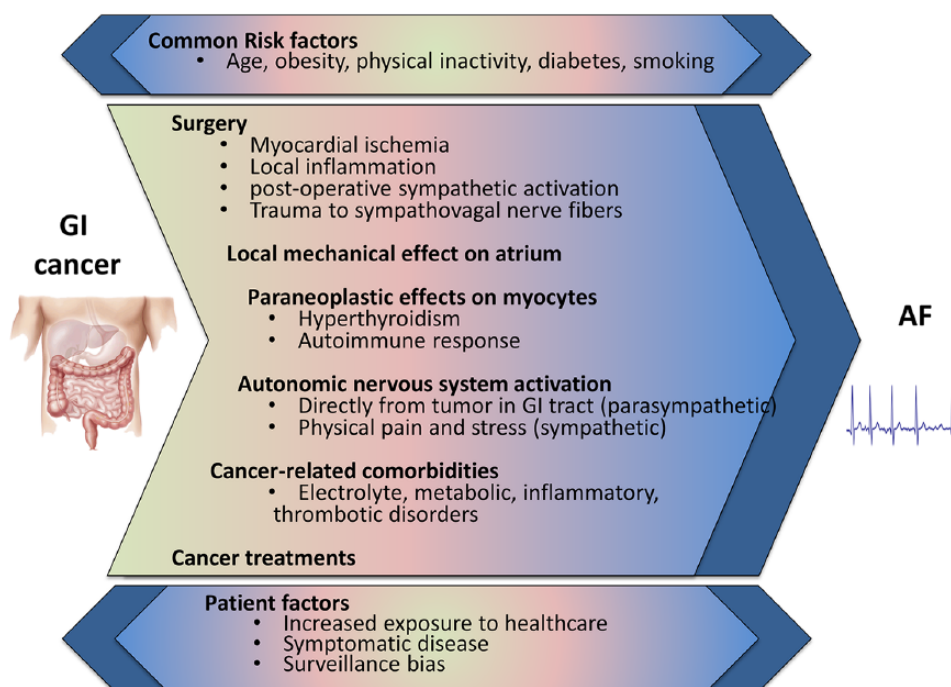 Common Risk factors
• Age, obesity, physical inactivity, diabetes, smoking
Surgery
• Myocardial ischemia
• Local inflammation
• post-operative sympathetic activation
• Trauma to sympathovagal nerve fibers
GI
cancer
Local mechanical effect on atrium
Paraneoplastic effects on myocytes
• Hyperthyroidism
• Autoimmune response
AF
Autonomic nervous system activation
• Directly from tumor in GI tract (parasympathetic)
• Physical pain and stress (sympathetic)
Cancer-related comorbidities
• Electrolyte, metabolic, inflammatory,
thrombotic disorders
Cancer treatments
Patient factors
• Increased exposure to healthcare
• Symptomatic disease
• Surveillance bias